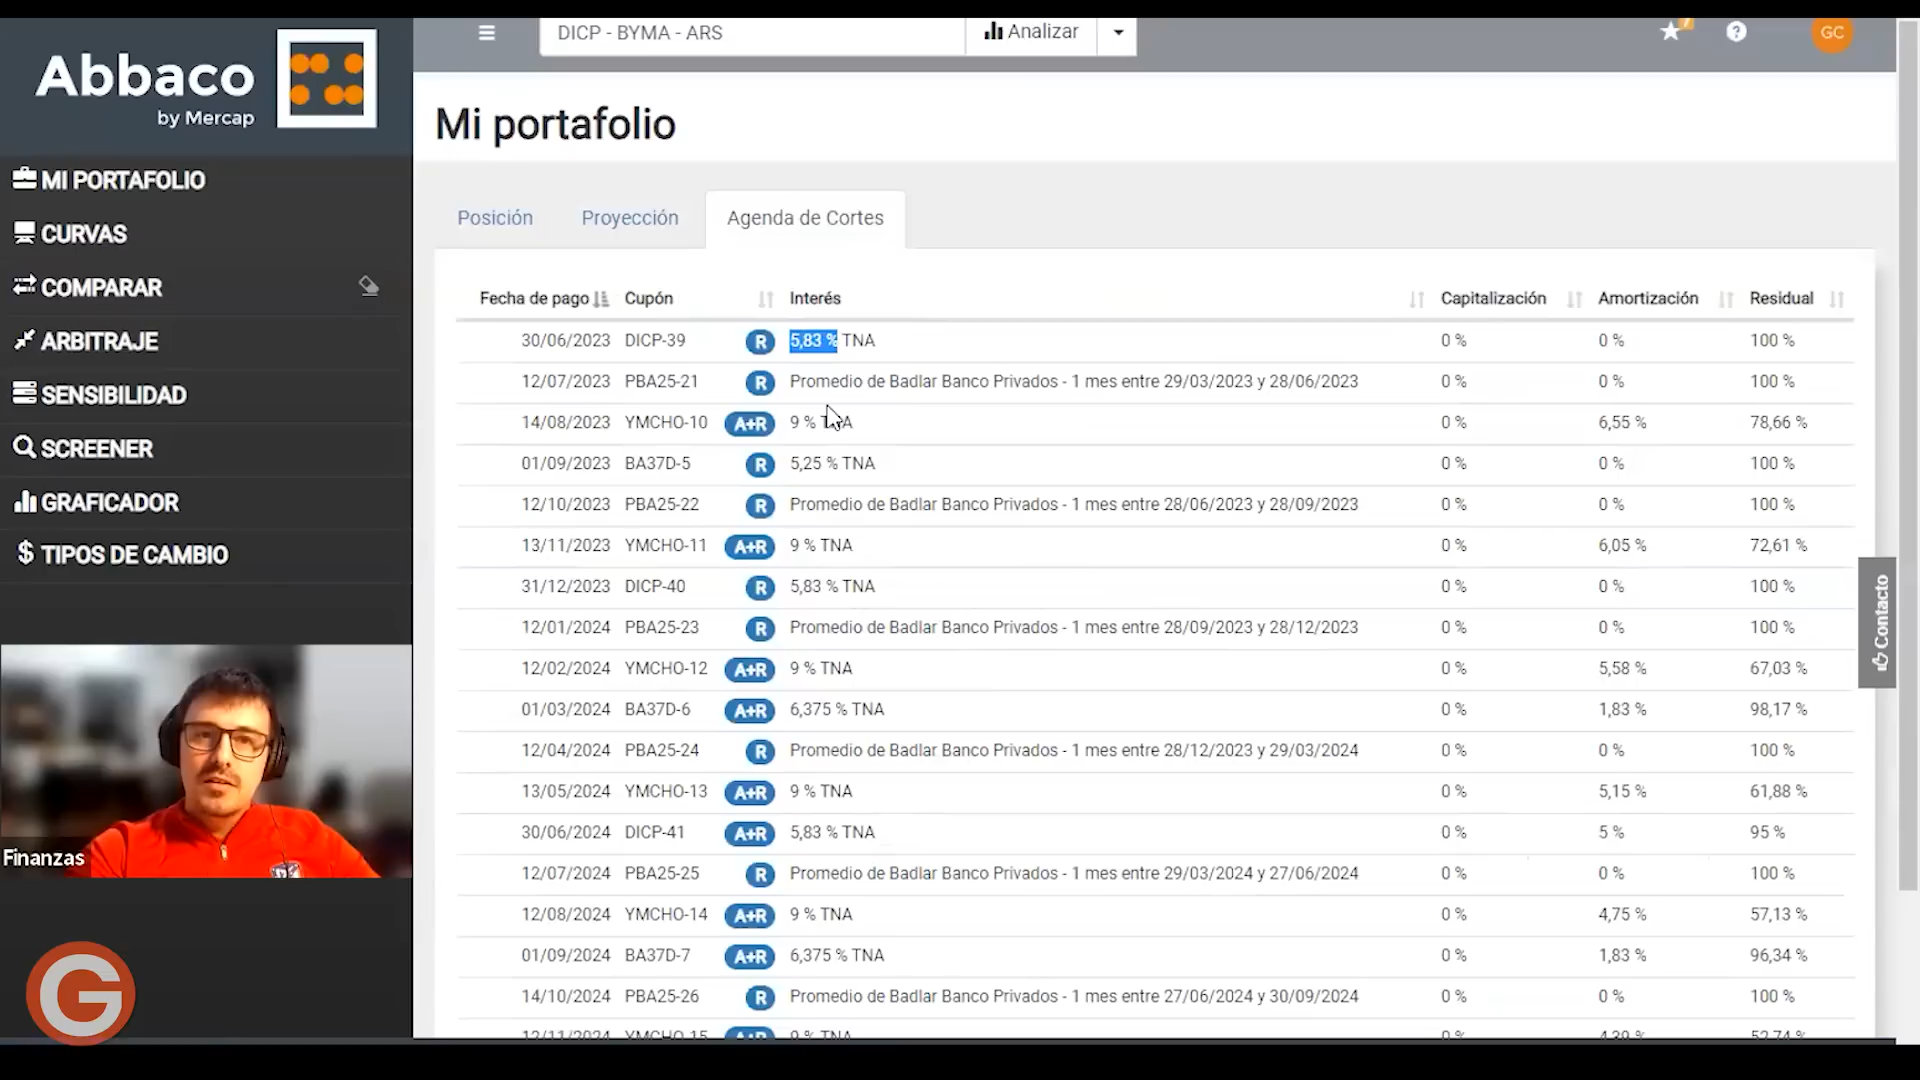 Abbaco
by Mercap
DICP - BYMA - ARS
Analizar
7
?
GC
MI PORTAFOLIO
CURVAS
COMPARAR
ARBITRAJE
SENSIBILIDAD
SCREENER
GRAFICADOR
$ TIPOS DE CAMBIO
Finanzas
G
Mi portafolio
Posición Proyección Agenda de Cortes
Fecha de pago Cupón Interés Capitalización Amortización Residual
30/06/2023 DICP-39 R 5,83 % TNA 0 % 0 % 100 %
12/07/2023 PBA25-21 R Promedio de Badlar Banco Privados - 1 mes entre 29/03/2023 y 28/06/2023 0 % 0 % 100 %
14/08/2023 YMCHO-10 A+R 9 % TNA 0 % 6,55 % 78,66 %
01/09/2023 BA37D-5 R 5,25 % TNA 0 % 0 % 100 %
12/10/2023 PBA25-22 R Promedio de Badlar Banco Privados - 1 mes entre 28/06/2023 y 28/09/2023 0 % 0 % 100 %
13/11/2023 YMCHO-11 A+R 9 % TNA 0 % 6,05 % 72,61 %
31/12/2023 DICP-40 R 5,83 % TNA 0 % 0 % 100 %
12/01/2024 PBA25-23 R Promedio de Badlar Banco Privados - 1 mes entre 28/09/2023 y 28/12/2023 0 % 0 % 100 %
12/02/2024 YMCHO-12 A+R 9 % TNA 0 % 5,58 % 67,03 %
01/03/2024 BA37D-6 A+R 6,375 % TNA 0 % 1,83 % 98,17 %
12/04/2024 PBA25-24 R Promedio de Badlar Banco Privados - 1 mes entre 28/12/2023 y 29/03/2024 0 % 0 % 100 %
13/05/2024 YMCHO-13 A+R 9 % TNA 0 % 5,15 % 61,88 %
30/06/2024 DICP-41 A+R 5,83 % TNA 0 % 5 % 95 %
12/07/2024 PBA25-25 R Promedio de Badlar Banco Privados - 1 mes entre 29/03/2024 y 27/06/2024 0 % 0 % 100 %
12/08/2024 YMCHO-14 A+R 9 % TNA 0 % 4,75 % 57,13 %
01/09/2024 BA37D-7 A+R 6,375 % TNA 0 % 1,83 % 96,34 %
14/10/2024 PBA25-26 R Promedio de Badlar Banco Privados - 1 mes entre 27/06/2024 y 30/09/2024 0 % 0 % 100 %
12/11/2024 YMCHO-15 A+R 9 % TNA 0 % 4,39 % 52,74 %
Contacto